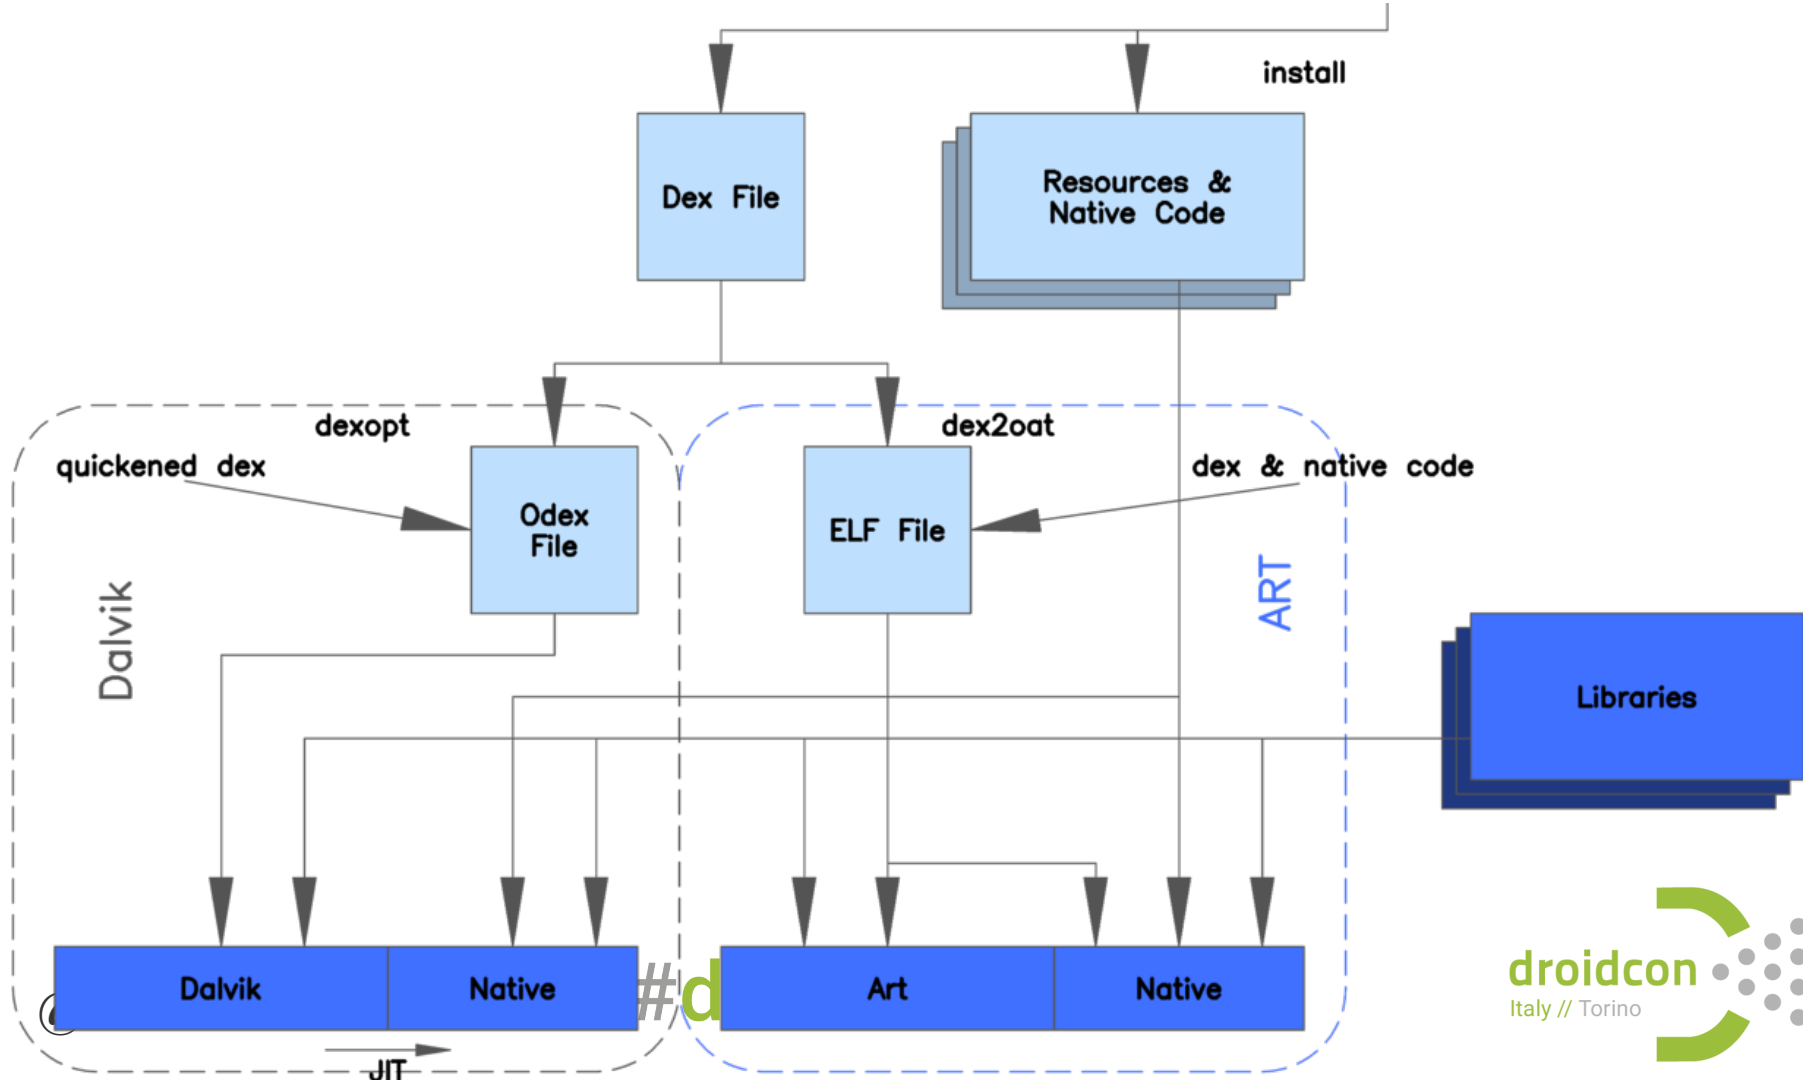 install
Dex File
Resources &
Native Code
dexopt
dex2oat
quickened dex
dex & native code
Odex
File
ELF File
Dalvik
ART
Libraries
Dalvik
Native
#d
Art
Native
droidcon
Italy // Torino
JIT